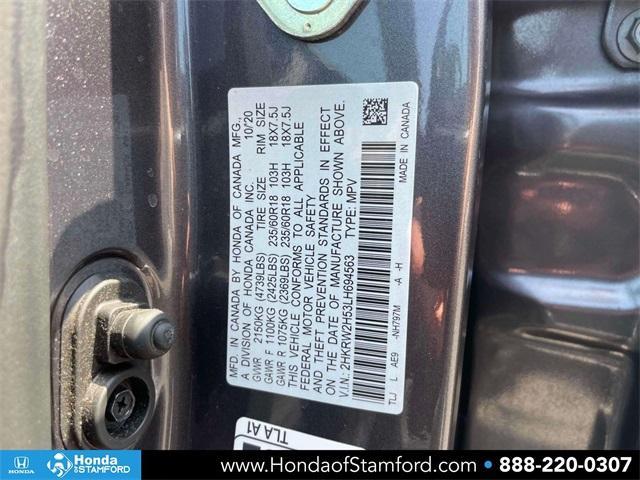 MFD. IN CANADA BY HONDA OF CANADA MFG.,
A DIVISION OF HONDA CANADA INC. 10/20
GVWR 2150KG (4739LBS) TIRE SIZE RIM SIZE
GAWR F 1100KG (2425LBS) 235/60R18 103H 18X7.5J
GAWR R 1075KG (2369LBS) 235/60R18 103H 18X7.5J
THIS VEHICLE CONFORMS TO ALL APPLICABLE
FEDERAL MOTOR VEHICLE SAFETY
AND THEFT PREVENTION STANDARDS IN EFFECT
ON THE DATE OF MANUFACTURE SHOWN ABOVE.
V.I.N.: 2HKRW2H53LH694563 TYPE: MPV
TLJ L AE9 -NH797M -A -H
MADE IN CANADA
TLA A1
HONDA
Honda
OF STAMFORD
www.HondaofStamford.com • 888-220-0307